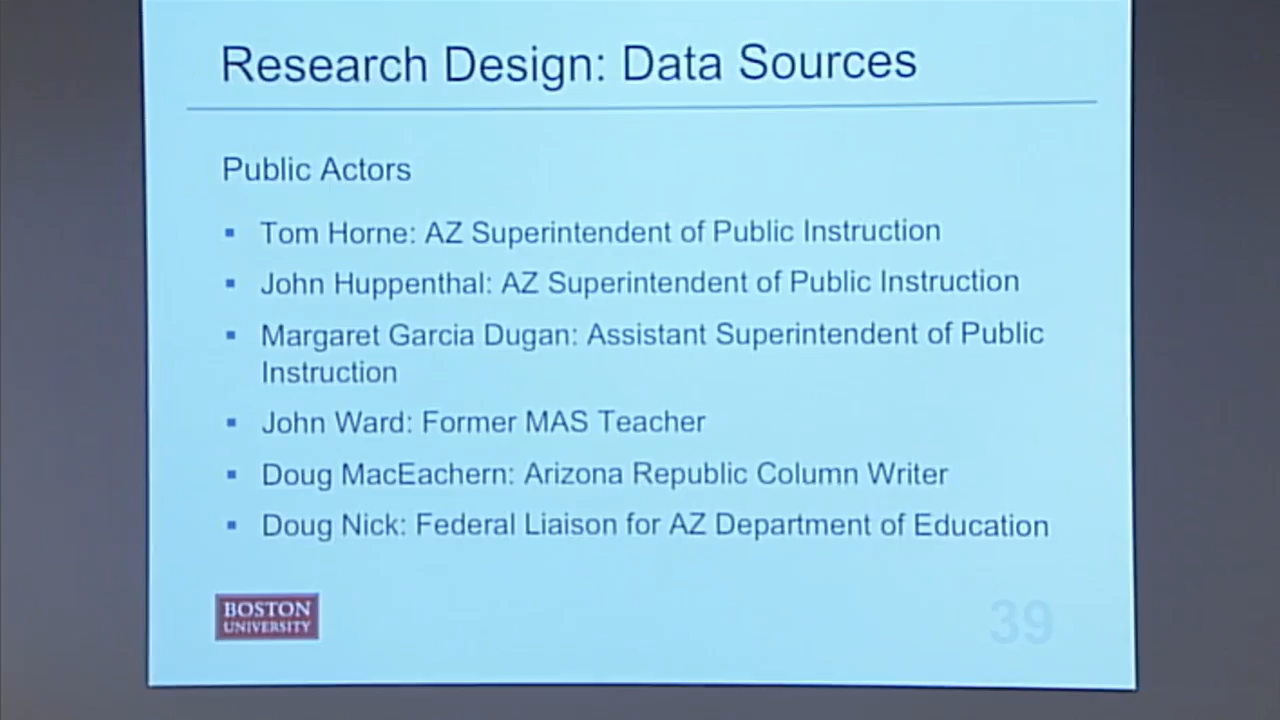 Research Design: Data Sources
Public Actors
▪ Tom Horne: AZ Superintendent of Public Instruction
▪ John Huppenthal: AZ Superintendent of Public Instruction
▪ Margaret Garcia Dugan: Assistant Superintendent of Public
Instruction
▪ John Ward: Former MAS Teacher
▪ Doug MacEachern: Arizona Republic Column Writer
▪ Doug Nick: Federal Liaison for AZ Department of Education
BOSTON
UNIVERSITY
39